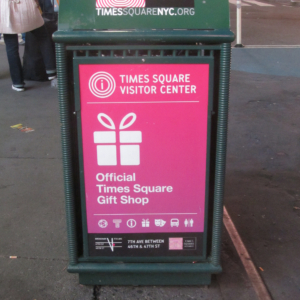 TIMESSQUARENYC.ORG
TIMES SQUARE
VISITOR CENTER
Official
Times Square
Gift Shop
7TH AVE BETWEEN
46TH & 47TH ST